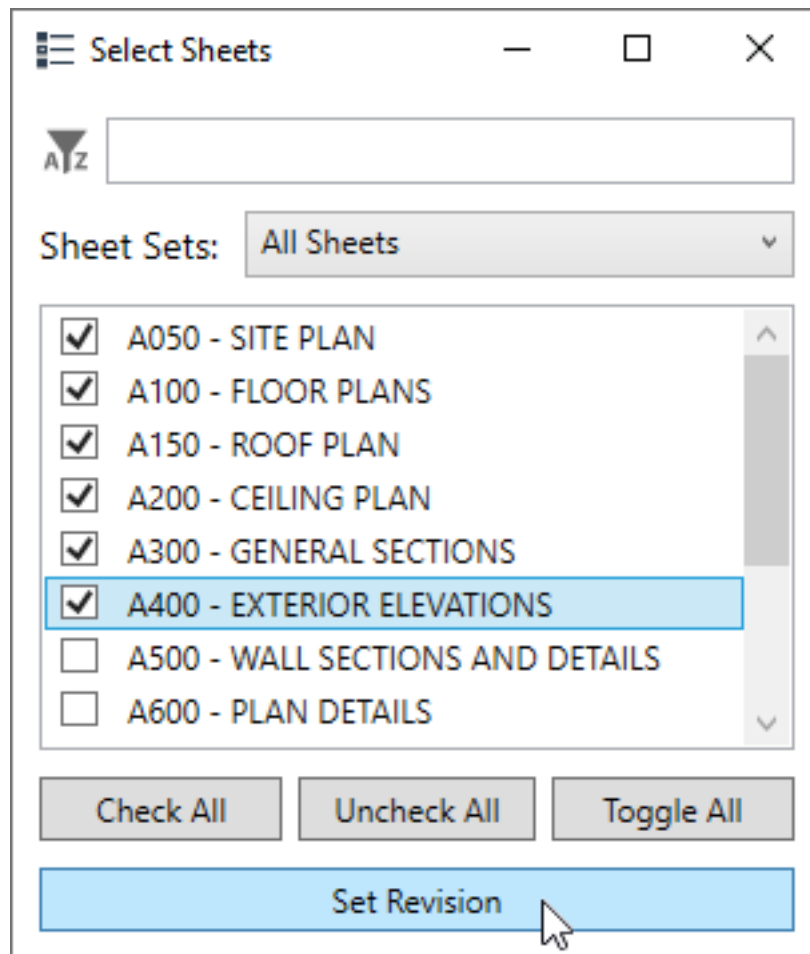 Select Sheets
AZ
Sheet Sets: All Sheets
A050 - SITE PLAN
A100 - FLOOR PLANS
A150 - ROOF PLAN
A200 - CEILING PLAN
A300 - GENERAL SECTIONS
A400 - EXTERIOR ELEVATIONS
A500 - WALL SECTIONS AND DETAILS
A600 - PLAN DETAILS
Check All Uncheck All Toggle All
Set Revision